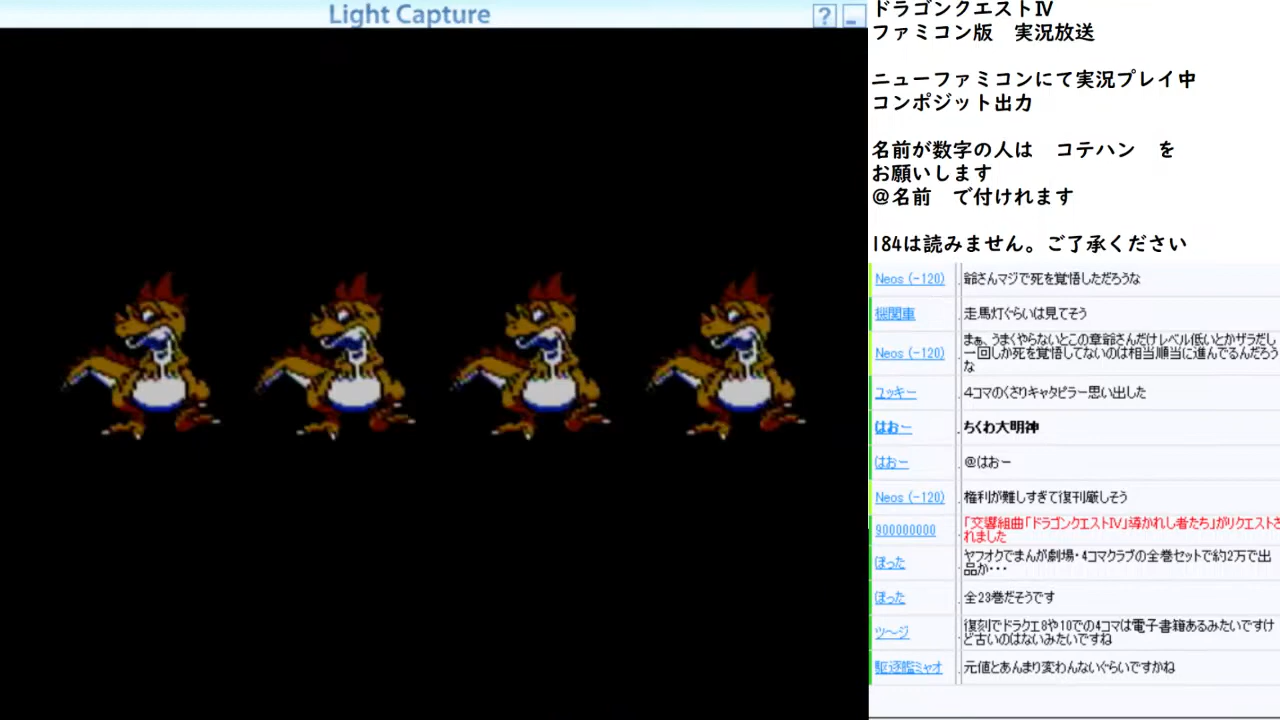 Light Capture
ドラゴンクエストⅣ
ファミコン版　実況放送
ニューファミコンにて実況プレイ中
コンポジット出力
名前が数字の人は　コテハン　を
お願いします
＠名前　で付けれます
184は読みません。ご了承ください
Neos (-120) 爺さんマジで死を覚悟しただろうな
機関車 走馬灯ぐらいは見てそう
Neos (-120) まぁ、うまくやらないとこの章爺さんだけレベル低いとかザラだし
一回しか死を覚悟してないのは相当順当に進んでるんだろう
な
ユッキー 4コマのくさりキャタピラー思い出した
はおー ちくわ大明神
はおー @はおー
Neos (-120) 権利が難しすぎて復刊厳しそう
900000000 「交響組曲「ドラゴンクエストⅣ」導かれし者たち」がリクエストさ
れました
ぽった ヤフオクでまんが劇場・4コマクラブの全巻セットで約2万で出
品か・・・
ぽった 全23巻だそうです
ツ～ジ 復刻でドラクエ8や10での4コマは電子書籍あるみたいですけ
ど古いのはないみたいですね
駆逐艦ミャオ 元値とあんまり変わんないぐらいですかね